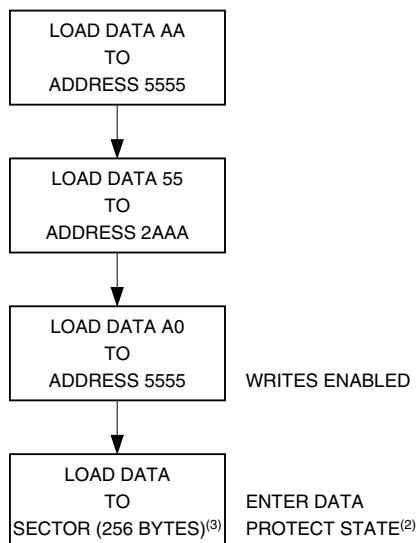 LOAD DATA AA
TO
ADDRESS 5555
LOAD DATA 55
TO
ADDRESS 2AAA
LOAD DATA A0
TO
ADDRESS 5555
WRITES ENABLED
LOAD DATA
TO
SECTOR (256 BYTES)(3)
ENTER DATA
PROTECT STATE(2)